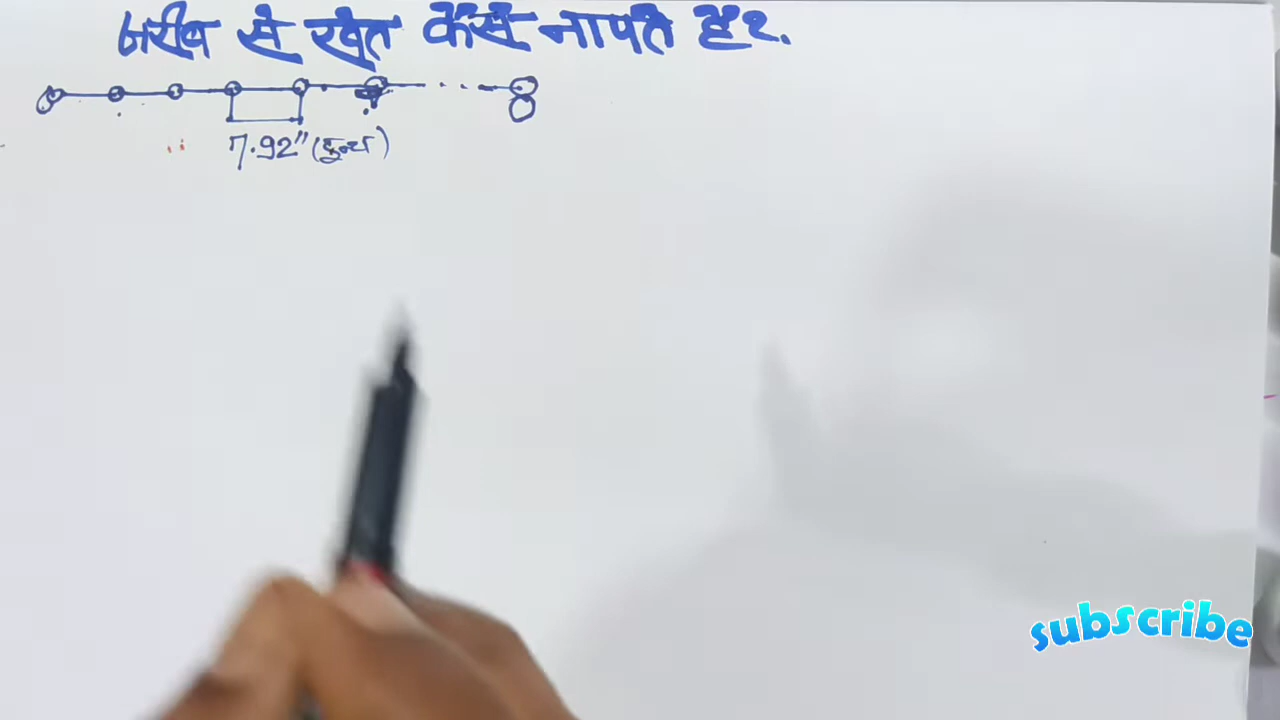 जरीब से खेत कैसे नापते हैं?.
7.92" (इन्च)
subscribe